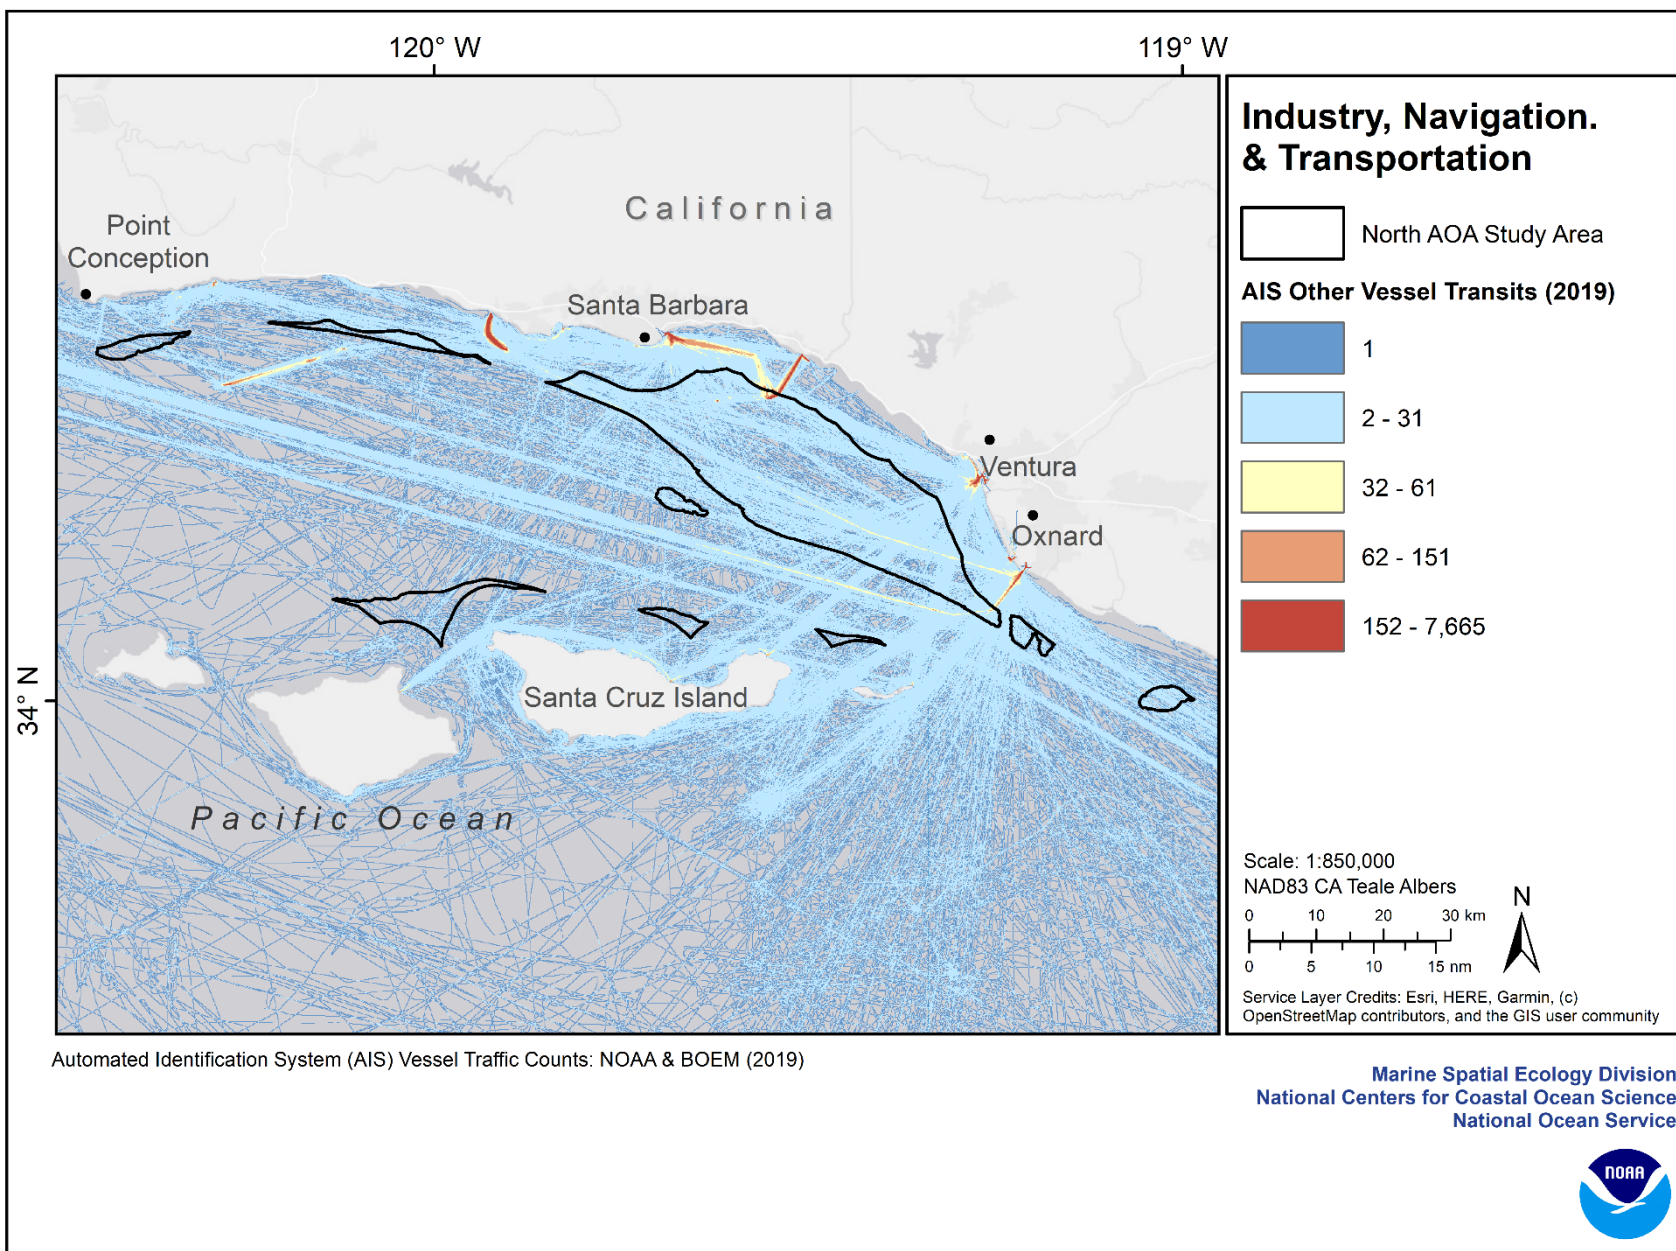 120° W
119° W
Point
Conception
California
Santa Barbara
Ventura
Oxnard
34° N
Santa Cruz Island
Pacific Ocean
Industry, Navigation.
& Transportation
North AOA Study Area
AIS Other Vessel Transits (2019)
1
2 - 31
32 - 61
62 - 151
152 - 7,665
Scale: 1:850,000
NAD83 CA Teale Albers
0 10 20 30 km
0 5 10 15 nm
N
Service Layer Credits: Esri, HERE, Garmin, (c)
OpenStreetMap contributors, and the GIS user community
Automated Identification System (AIS) Vessel Traffic Counts: NOAA & BOEM (2019)
Marine Spatial Ecology Division
National Centers for Coastal Ocean Science
National Ocean Service
NOAA